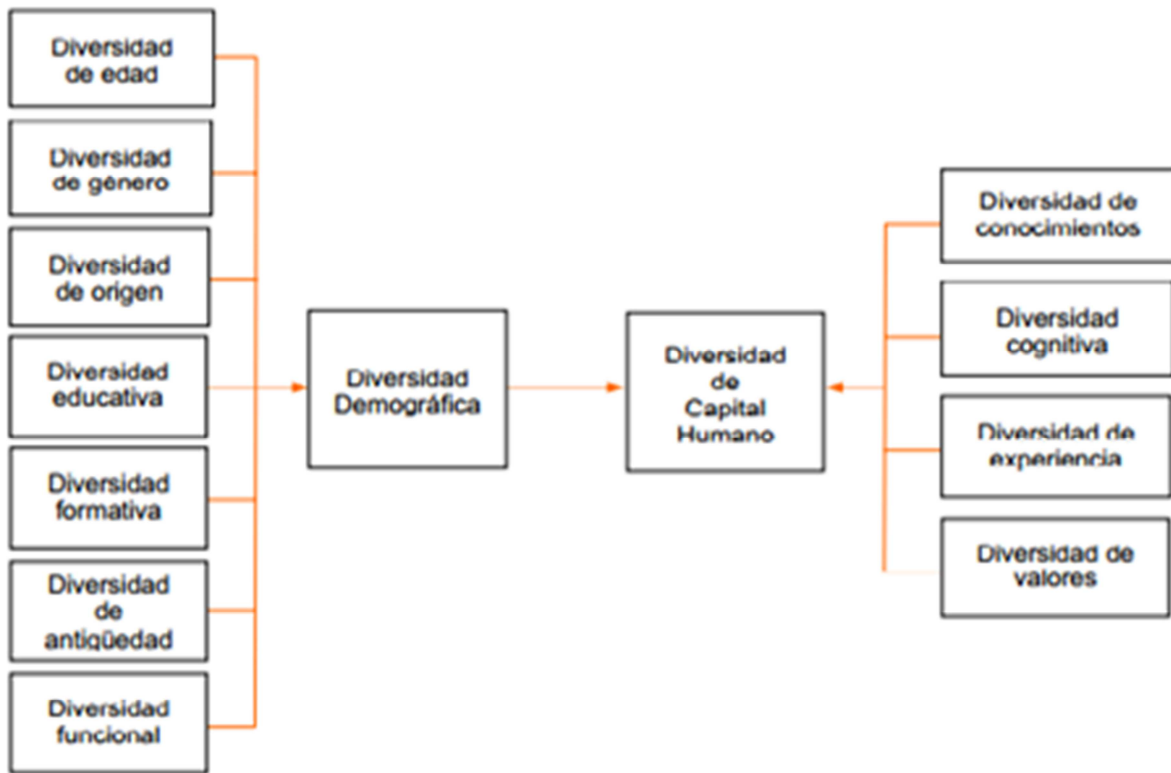 Diversidad
de edad
Diversidad
de género
Diversidad
de origen
Diversidad
educativa
Diversidad
formativa
Diversidad
de
antigüedad
Diversidad
funcional
Diversidad
Demográfica
Diversidad
de
Capital
Humano
Diversidad de
conocimientos
Diversidad
cognitiva
Diversidad de
experiencia
Diversidad de
valores